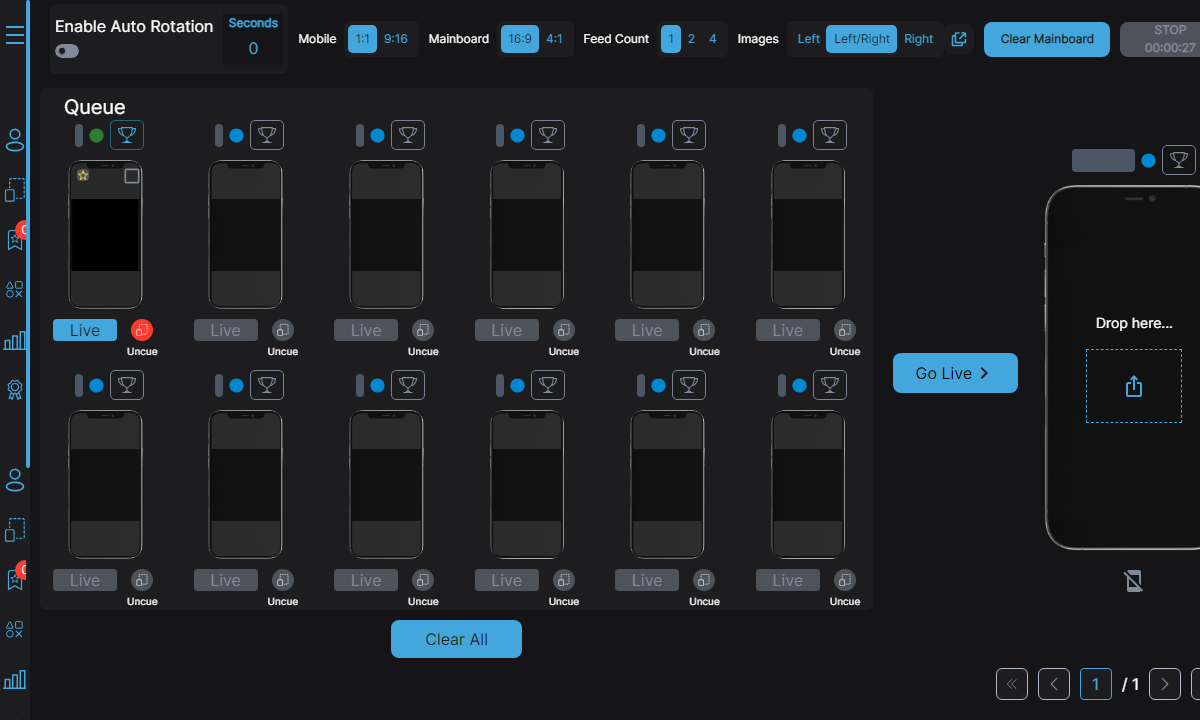 Enable Auto Rotation
Seconds
0
Mobile 1:1 9:16 Mainboard 16:9 4:1 Feed Count 1 2 4 Images Left Left/Right Right
Clear Mainboard
STOP
00:00:27
Queue
Live Live Live Live Live Live
Uncue Uncue Uncue Uncue Uncue Uncue
Drop here...
Go Live
Live Live Live Live Live Live
Uncue Uncue Uncue Uncue Uncue Uncue
Clear All
1 / 1